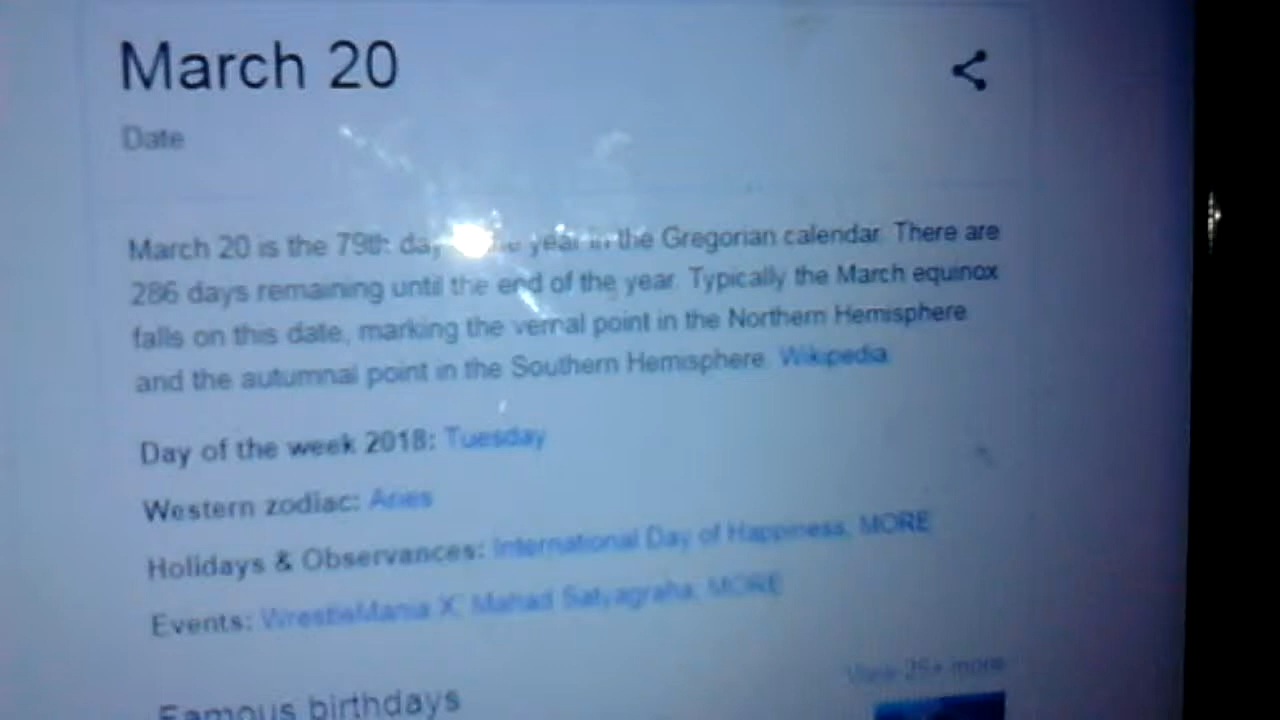 March 20
Date
March 20 is the 79th day year in the Gregorian calendar. There are
286 days remaining until the end of the year. Typically the March equinox
falls on this date, marking the vernal point in the Northern Hemisphere
and the autumnal point in the Southern Hemisphere. Wikipedia
Day of the week 2018: Tuesday
Western zodiac: Aries
Holidays & Observances: International Day of Happiness, MORE
Events: WrestleMania X, Mahad Satyagraha, MORE
View 25+ more
Famous birthdays